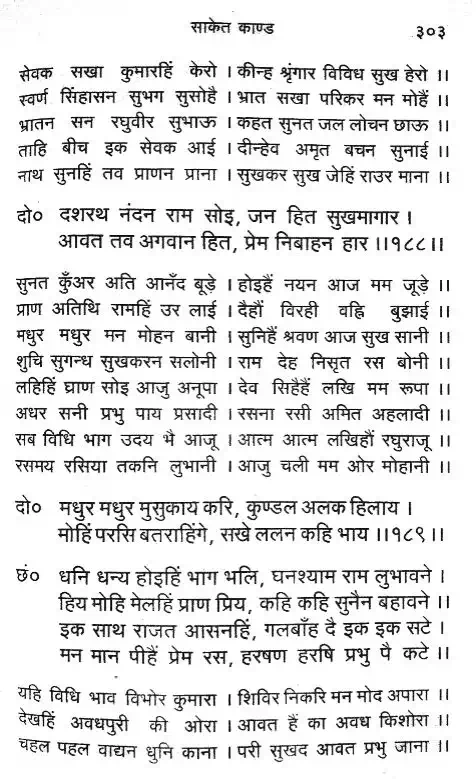 साकेत काण्ड ३०३
सेवक सखा कुमारहिं केरो । कीन्ह श्रृंगार विविध सुख हेरो ।।
स्वर्ण सिंहासन सुभग सुसोहै । भ्रात सखा परिकर मन मोहैं ।।
भ्रातन सन रघुवीर सुभाऊ । कहत सुनत जल लोचन छाऊ ।।
ताहि बीच इक सेवक आई । दीन्हेव अमृत बचन सुनाई ।।
नाथ सुनहिं तव प्राणन प्राना । सुखकर सुख जेहिं राउर माना ।।
दो० दशरथ नंदन राम सोइ, जन हित सुखमागार ।
आवत तव अगवान हित, प्रेम निबाहन हार ।।१८८।।
सुनत कुँअर अति आनँद बूड़े । होइहैं नयन आज मम जूड़े ।।
प्राण अतिथि रामहिं उर लाई । दैहौं विरही वह्नि बुझाई ।।
मधुर मधुर मन मोहन बानी । सुनिहैं श्रवण आज सुख सानी ।।
शुचि सुगन्ध सुखकरन सलोनी । राम देह निसृत रस बोनी ।।
लहिहिं घ्राण सोइ आजु अनूपा । देव सिहैहैं लखि मम रूपा ।।
अधर सनी प्रभु पाय प्रसादी । रसना रसी अमित अहलादी ।।
सब विधि भाग उदय भै आजू । आत्म आत्म लखिहौं रघुराजू ।।
रसमय रसिया तकनि लुभानी । आजु चली मम ओर मोहानी ।।
दो० मधुर मधुर मुसुकाय करि, कुण्डल अलक हिलाय ।
मोहिं परसि बतराहिंगे, सखे ललन कहि भाय ।।१८९।।
छं० धनि धन्य होइहिं भाग भलि, घनश्याम राम लुभावने ।
हिय मोहि मेलहिं प्राण प्रिय, कहि कहि सुनैन बहावने ।।
इक साथ राजत आसनहिं, गलबाँह दै इक इक सटे ।
मन मान पीहैं प्रेम रस, हरषण हरषि प्रभु पै कटे ।।
यहि विधि भाव विभोर कुमारा । शिविर निकरि मन मोद अपारा ।।
देखहिं अवधपुरी की ओरा । आवत हैं का अवध किशोरा ।।
चहल पहल वाद्यन धुनि काना । परी सुखद आवत प्रभु जाना ।।